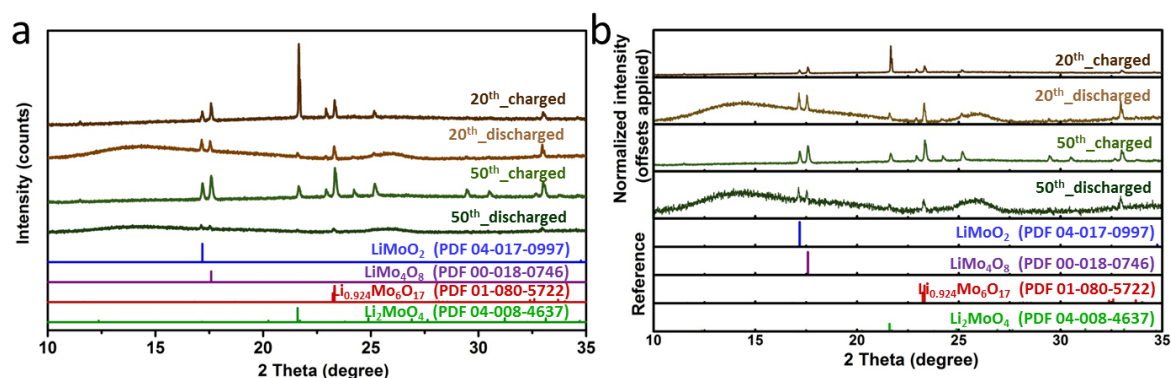 a
Intensity (counts)
20th_charged
20th_discharged
50th_charged
50th_discharged
LiMoO2 (PDF 04-017-0997)
LiMo4O8 (PDF 00-018-0746)
Li0.924Mo6O17 (PDF 01-080-5722)
Li2MoO4 (PDF 04-008-4637)
10 15 20 25 30 35
2 Theta (degree)
b
Normalized intensity
(offsets applied)
Reference
20th_charged
20th_discharged
50th_charged
50th_discharged
LiMoO2 (PDF 04-017-0997)
LiMo4O8 (PDF 00-018-0746)
Li0.924Mo6O17 (PDF 01-080-5722)
Li2MoO4 (PDF 04-008-4637)
10 15 20 25 30 35
2 Theta (degree)